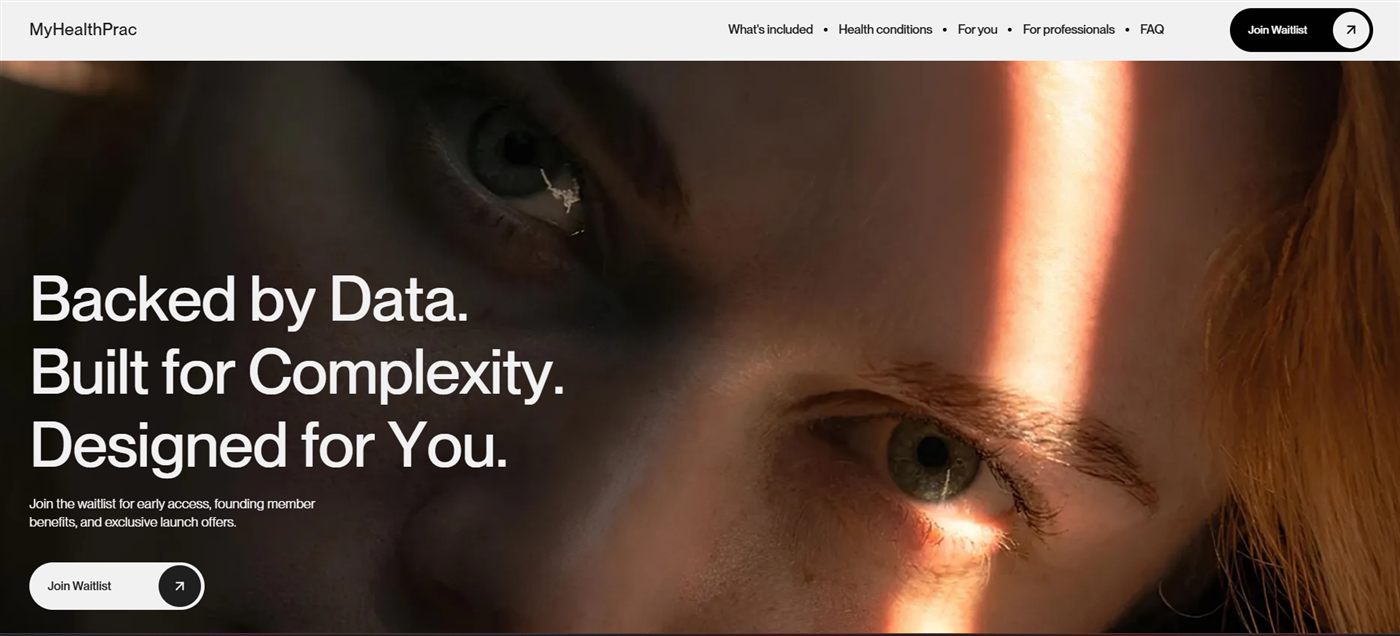 MyHealthPrac
What's included • Health conditions • For you • For professionals • FAQ
Join Waitlist
Backed by Data.
Built for Complexity.
Designed for You.
Join the waitlist for early access, founding member
benefits, and exclusive launch offers.
Join Waitlist